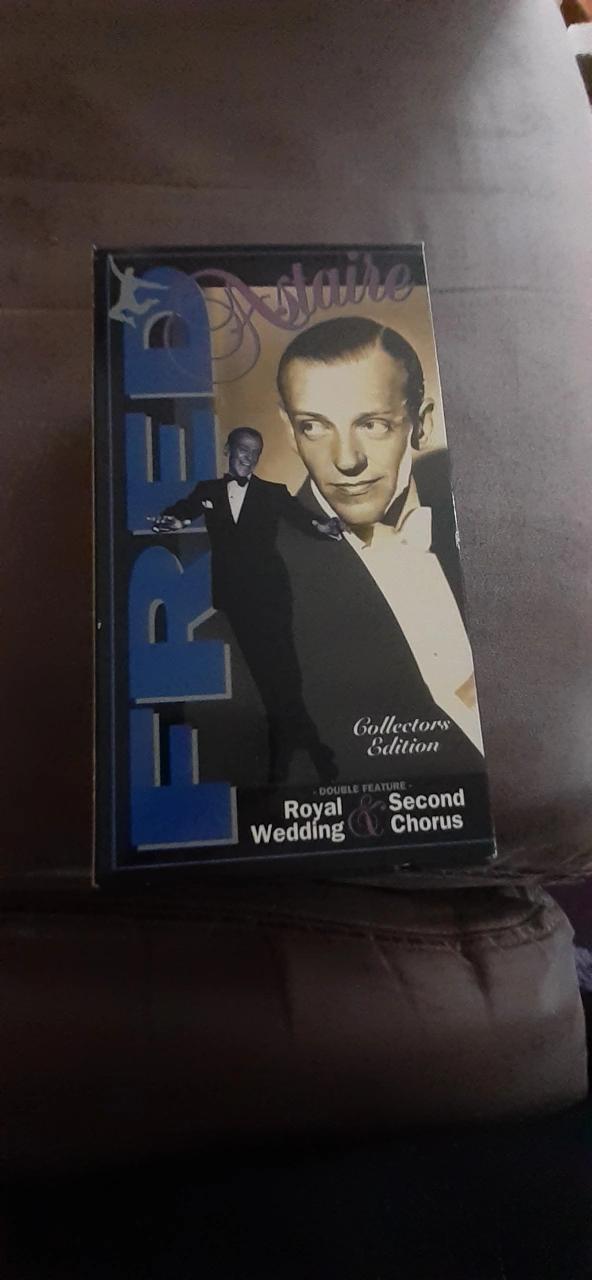 FRED
Astaire
Collectors
Edition
- DOUBLE FEATURE -
Royal
Wedding
&
Second
Chorus